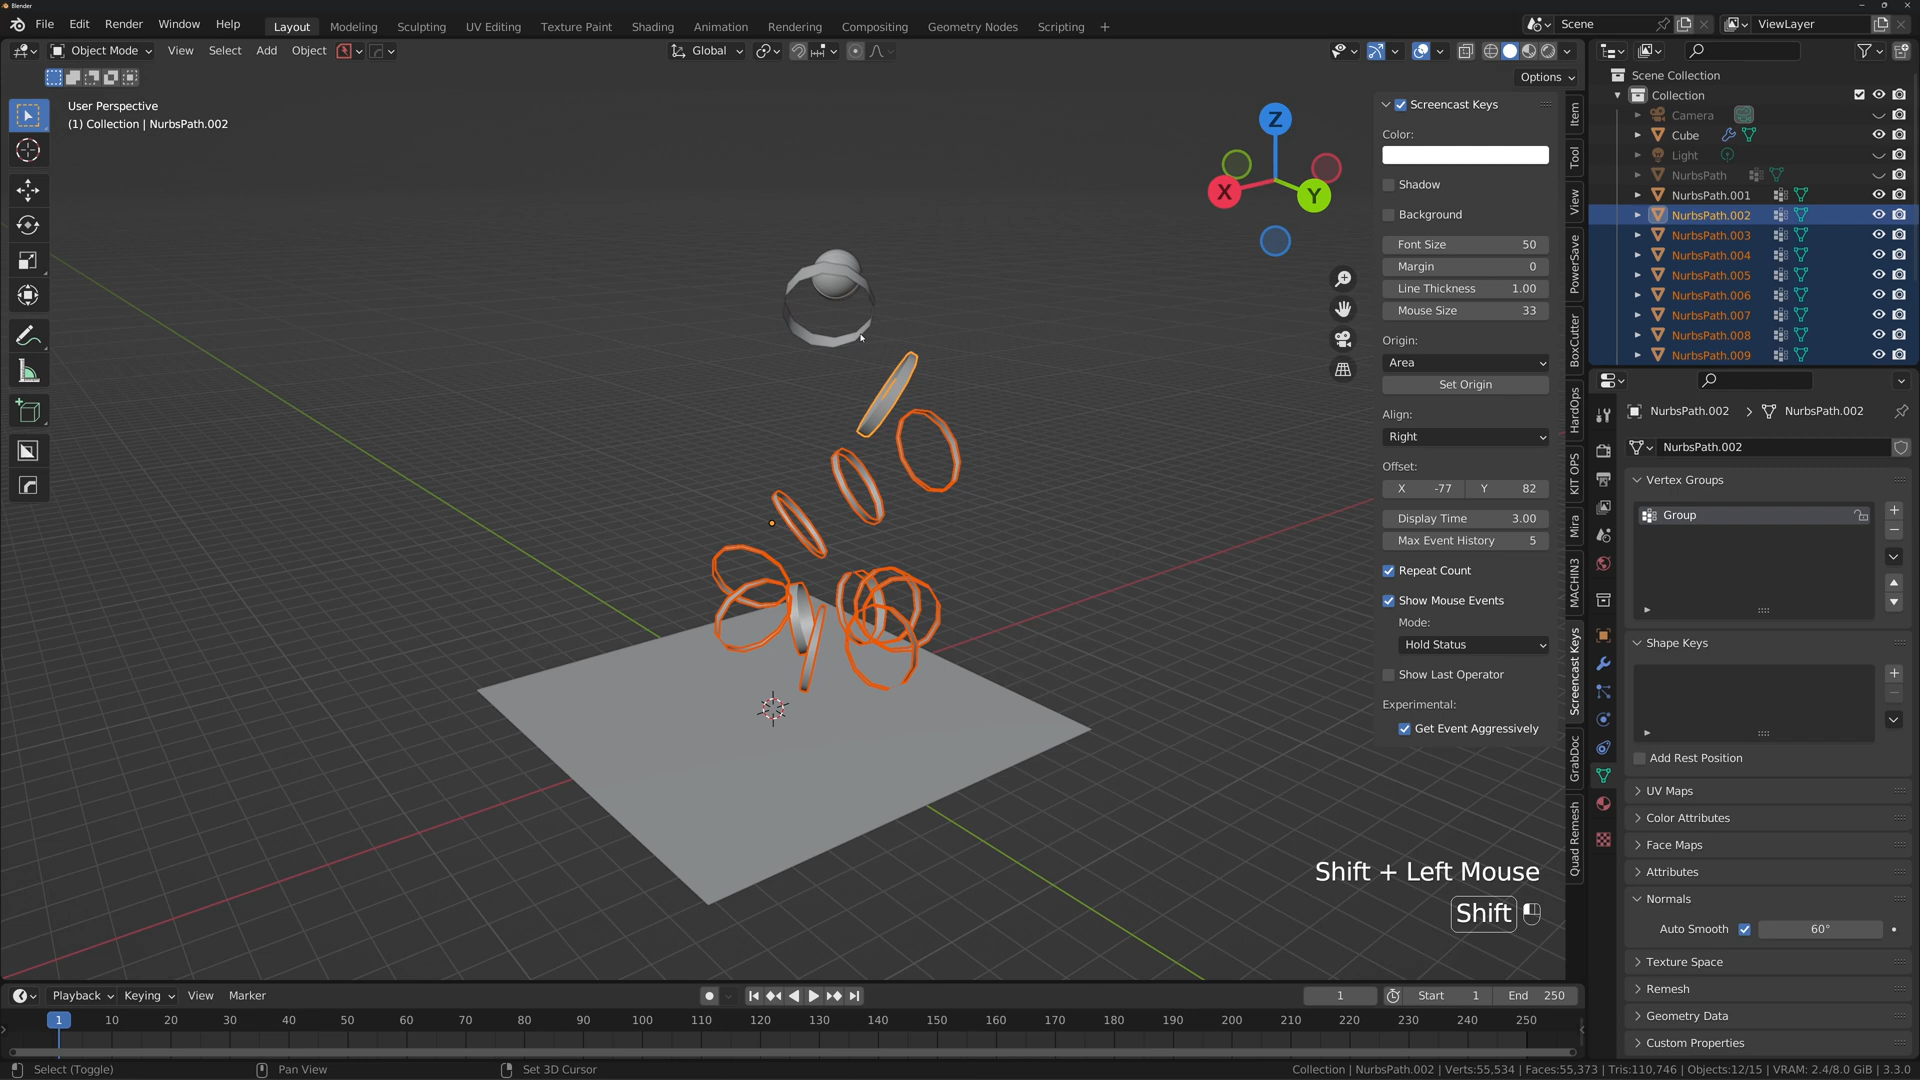 Blender
File Edit Render Window Help
Layout Modeling Sculpting UV Editing Texture Paint Shading Animation Rendering Compositing Geometry Nodes Scripting +
Scene
ViewLayer
Object Mode View Select Add Object
Global
Options
User Perspective
(1) Collection | NurbsPath.002
Z
X
Y
Screencast Keys
Color:
Shadow
Background
Font Size 50
Margin 0
Line Thickness 1.00
Mouse Size 33
Origin:
Area
Set Origin
Align:
Right
Offset:
X -77 Y 82
Display Time 3.00
Max Event History 5
Repeat Count
Show Mouse Events
Mode:
Hold Status
Show Last Operator
Experimental:
Get Event Aggressively
Item
Tool
View
PowerSave
BoxCutter
HardOps
KIT OPS
Mira
MACHIN3
Screencast Keys
GrabDoc
Quad Remesh
Scene Collection
Collection
Camera
Cube
Light
NurbsPath
NurbsPath.001
NurbsPath.002
NurbsPath.003
NurbsPath.004
NurbsPath.005
NurbsPath.006
NurbsPath.007
NurbsPath.008
NurbsPath.009
NurbsPath.002 > NurbsPath.002
NurbsPath.002
Vertex Groups
Group
Shape Keys
Add Rest Position
UV Maps
Color Attributes
Face Maps
Attributes
Normals
Auto Smooth 60°
Texture Space
Remesh
Geometry Data
Custom Properties
Shift + Left Mouse
Shift
Playback Keying View Marker
1 Start 1 End 250
1 10 20 30 40 50 60 70 80 90 100 110 120 130 140 150 160 170 180 190 200 210 220 230 240 250
Select (Toggle) Pan View Set 3D Cursor
Collection | NurbsPath.002 | Verts:55,534 | Faces:55,373 | Tris:110,746 | Objects:12/15 | VRAM: 2.4/8.0 GiB | 3.3.0